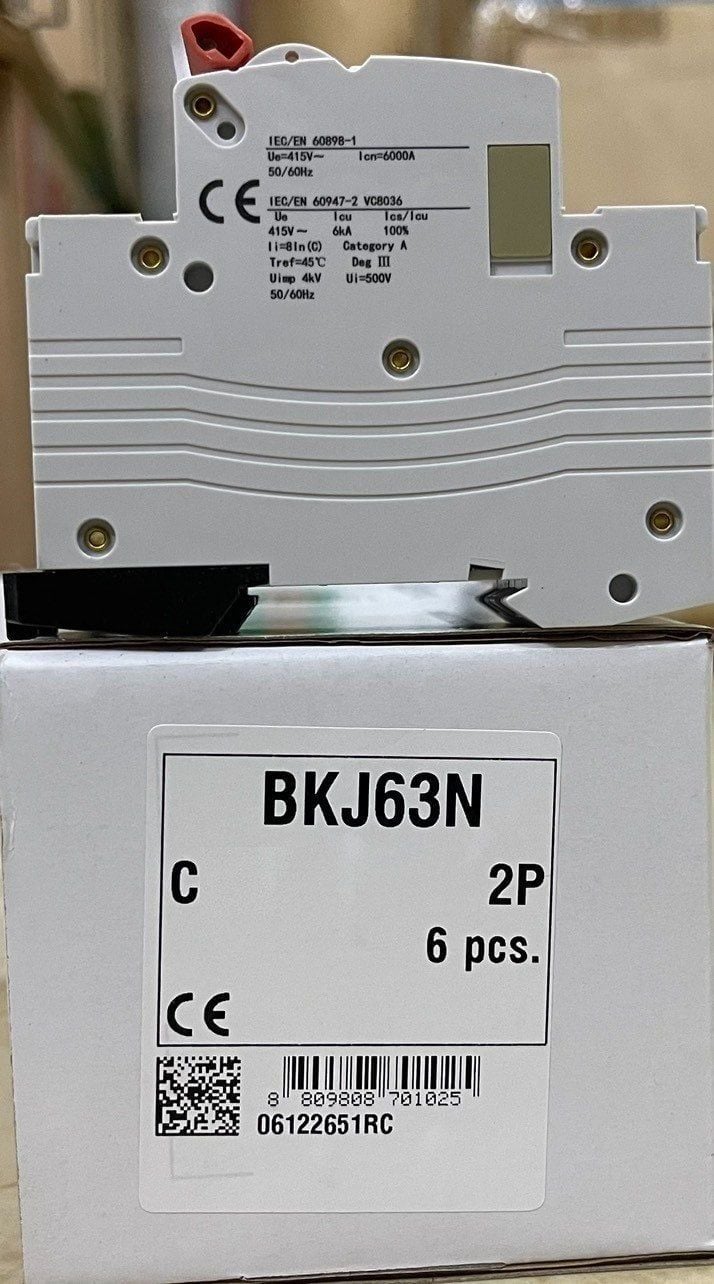 IEC/EN 60898-1
Ue=415V~ Icn=6000A
50/60Hz
CE
IEC/EN 60947-2 VC8036
Ue Icu Ics/Icu
415V~ 6kA 100%
Ii=8In(C) Category A
Tref=45℃ Deg III
Uimp 4kV Ui=500V
50/60Hz
BKJ63N
C 2P
6 pcs.
CE
8 809808 701025
06122651RC